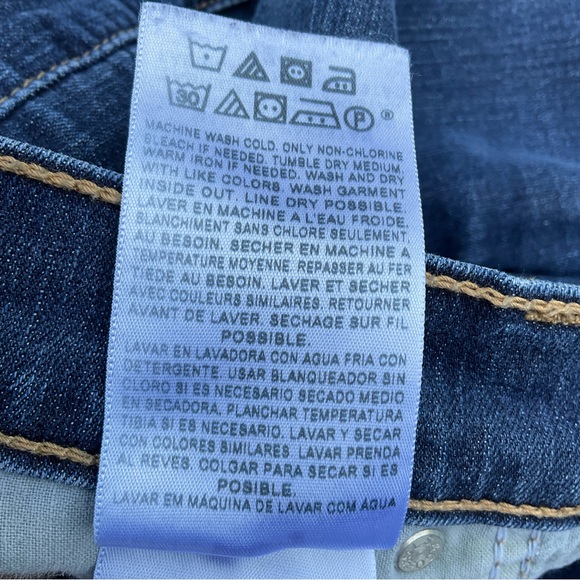 30 P ®
MACHINE WASH COLD. ONLY NON-CHLORINE
BLEACH IF NEEDED. TUMBLE DRY MEDIUM.
WARM IRON IF NEEDED. WASH AND DRY
WITH LIKE COLORS. WASH GARMENT
INSIDE OUT. LINE DRY POSSIBLE.
LAVER EN MACHINE A L'EAU FROIDE.
BLANCHIMENT SANS CHLORE SEULEMENT,
AU BESOIN. SECHER EN MACHINE A
TEMPERATURE MOYENNE. REPASSER AU FER
TIEDE AU BESOIN. LAVER ET SECHER
AVEC COULEURS SIMILAIRES. RETOURNER
AVANT DE LAVER. SECHAGE SUR FIL
POSSIBLE.
LAVAR EN LAVADORA CON AGUA FRIA CON
DETERGENTE. USAR BLANQUEADOR SIN
CLORO SI ES NECESARIO SECADO MEDIO
EN SECADORA. PLANCHAR TEMPERATURA
TIBIA SI ES NECESARIO. LAVAR Y SECAR
CON COLORES SIMILARES. LAVAR PRENDA
AL REVES. COLGAR PARA SECAR SI ES
POSIBLE.
LAVAR EM MÁQUINA DE LAVAR COM AGUA